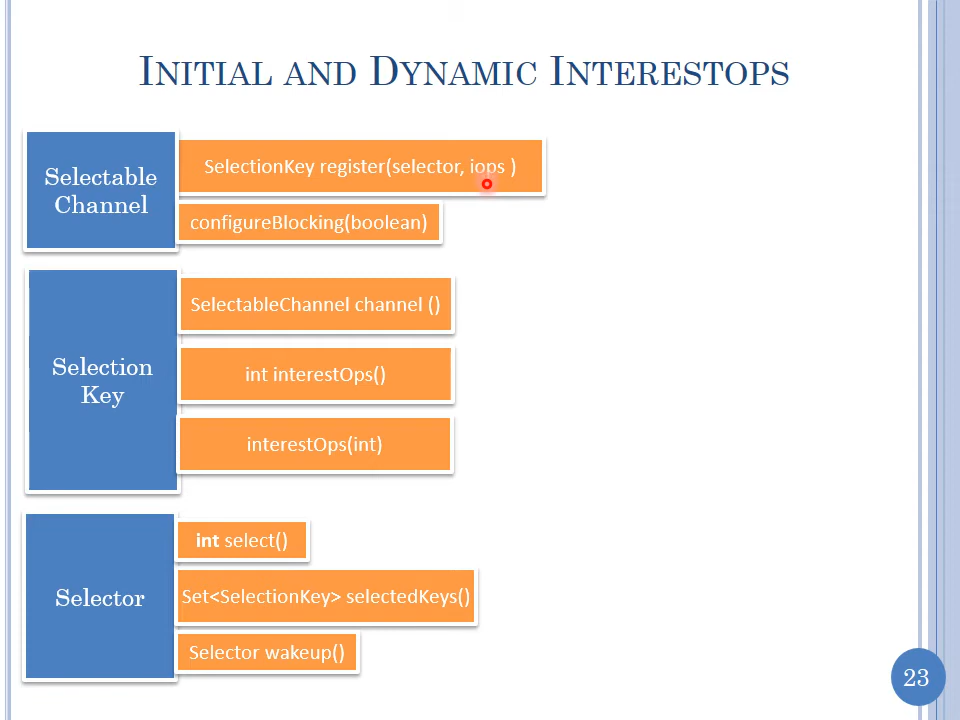 INITIAL AND DYNAMIC INTERESTOPS
Selectable
Channel
SelectionKey register(selector, iops )
configureBlocking(boolean)
Selection
Key
SelectableChannel channel ()
int interestOps()
interestOps(int)
Selector
int select()
Set<SelectionKey> selectedKeys()
Selector wakeup()
23